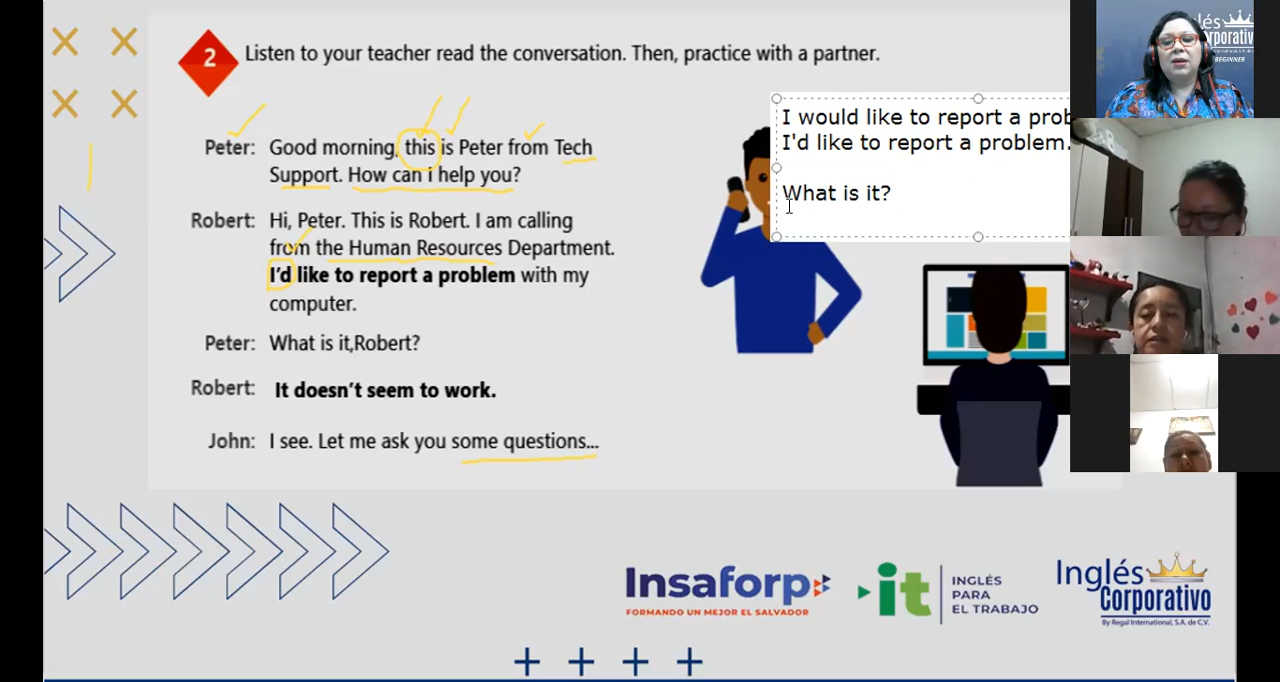 2 Listen to your teacher read the conversation. Then, practice with a partner.
Peter: Good morning, this is Peter from Tech
Support. How can i help you?
Robert: Hi, Peter. This is Robert. I am calling
from the Human Resources Department.
I'd like to report a problem with my
computer.
Peter: What is it,Robert?
Robert: It doesn't seem to work.
John: I see. Let me ask you some questions...
I would like to report a prob
I'd like to report a problem.
What is it?
Inglés
Corporativo
BEGINNER
Insaforp
FORMANDO UN MEJOR EL SALVADOR
it
INGLÉS
PARA
EL TRABAJO
Inglés
Corporativo
By Regal International, S.A. de C.V.